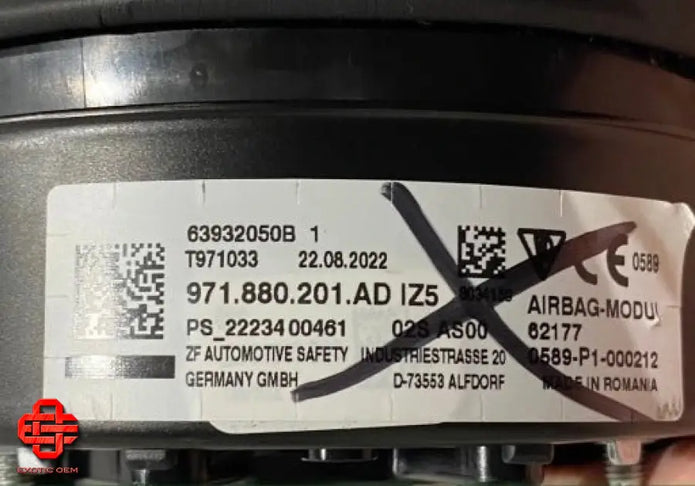 63932050B 1
T971033 22.08.2022
971.880.201.AD IZ5
PS_2223400461 02S AS00
ZF AUTOMOTIVE SAFETY INDUSTRIESTRASSE 20
GERMANY GMBH D-73553 ALFDORF
CE 0589
AIRBAG-MODUL
62177
0589-P1-000212
MADE IN ROMANIA
EXOTIC OEM